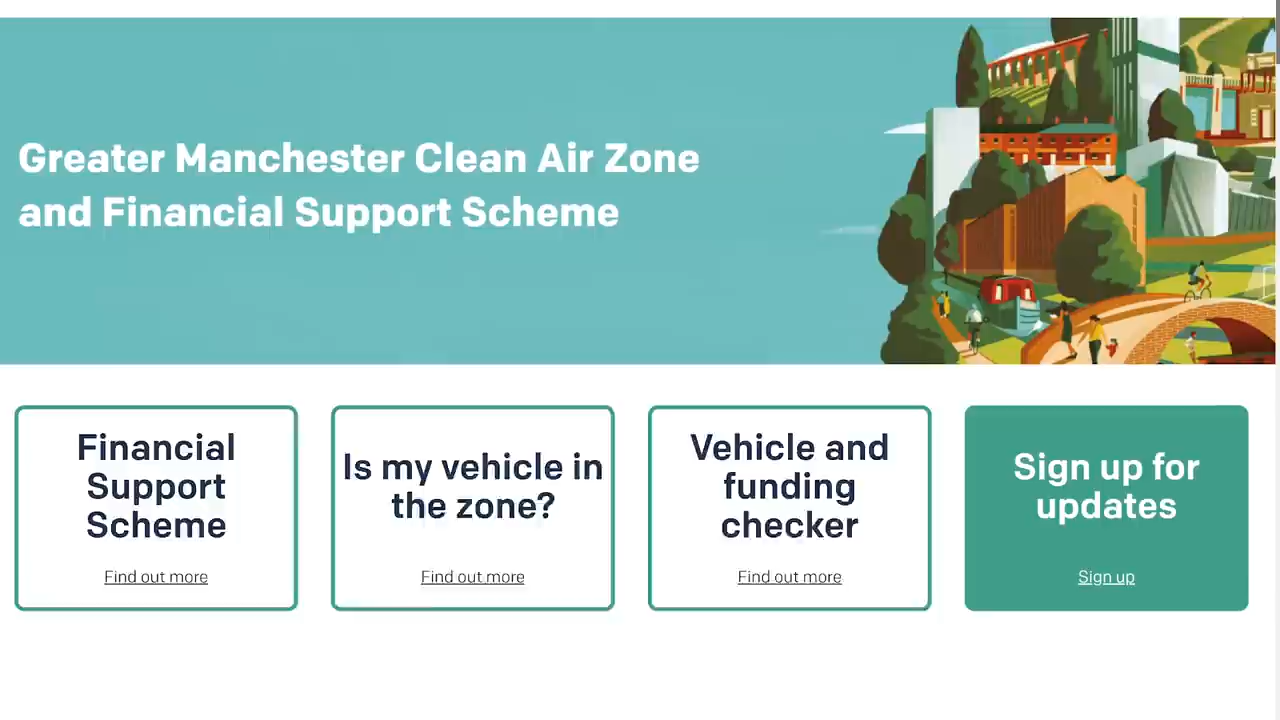 Greater Manchester Clean Air Zone
and Financial Support Scheme
Financial
Support
Scheme
Find out more
Is my vehicle in
the zone?
Find out more
Vehicle and
funding
checker
Find out more
Sign up for
updates
Sign up